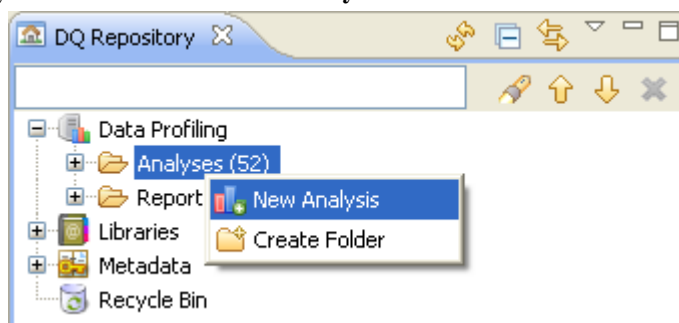 DQ Repository
Data Profiling
Analyses (52)
Report
New Analysis
Libraries
Create Folder
Metadata
Recycle Bin